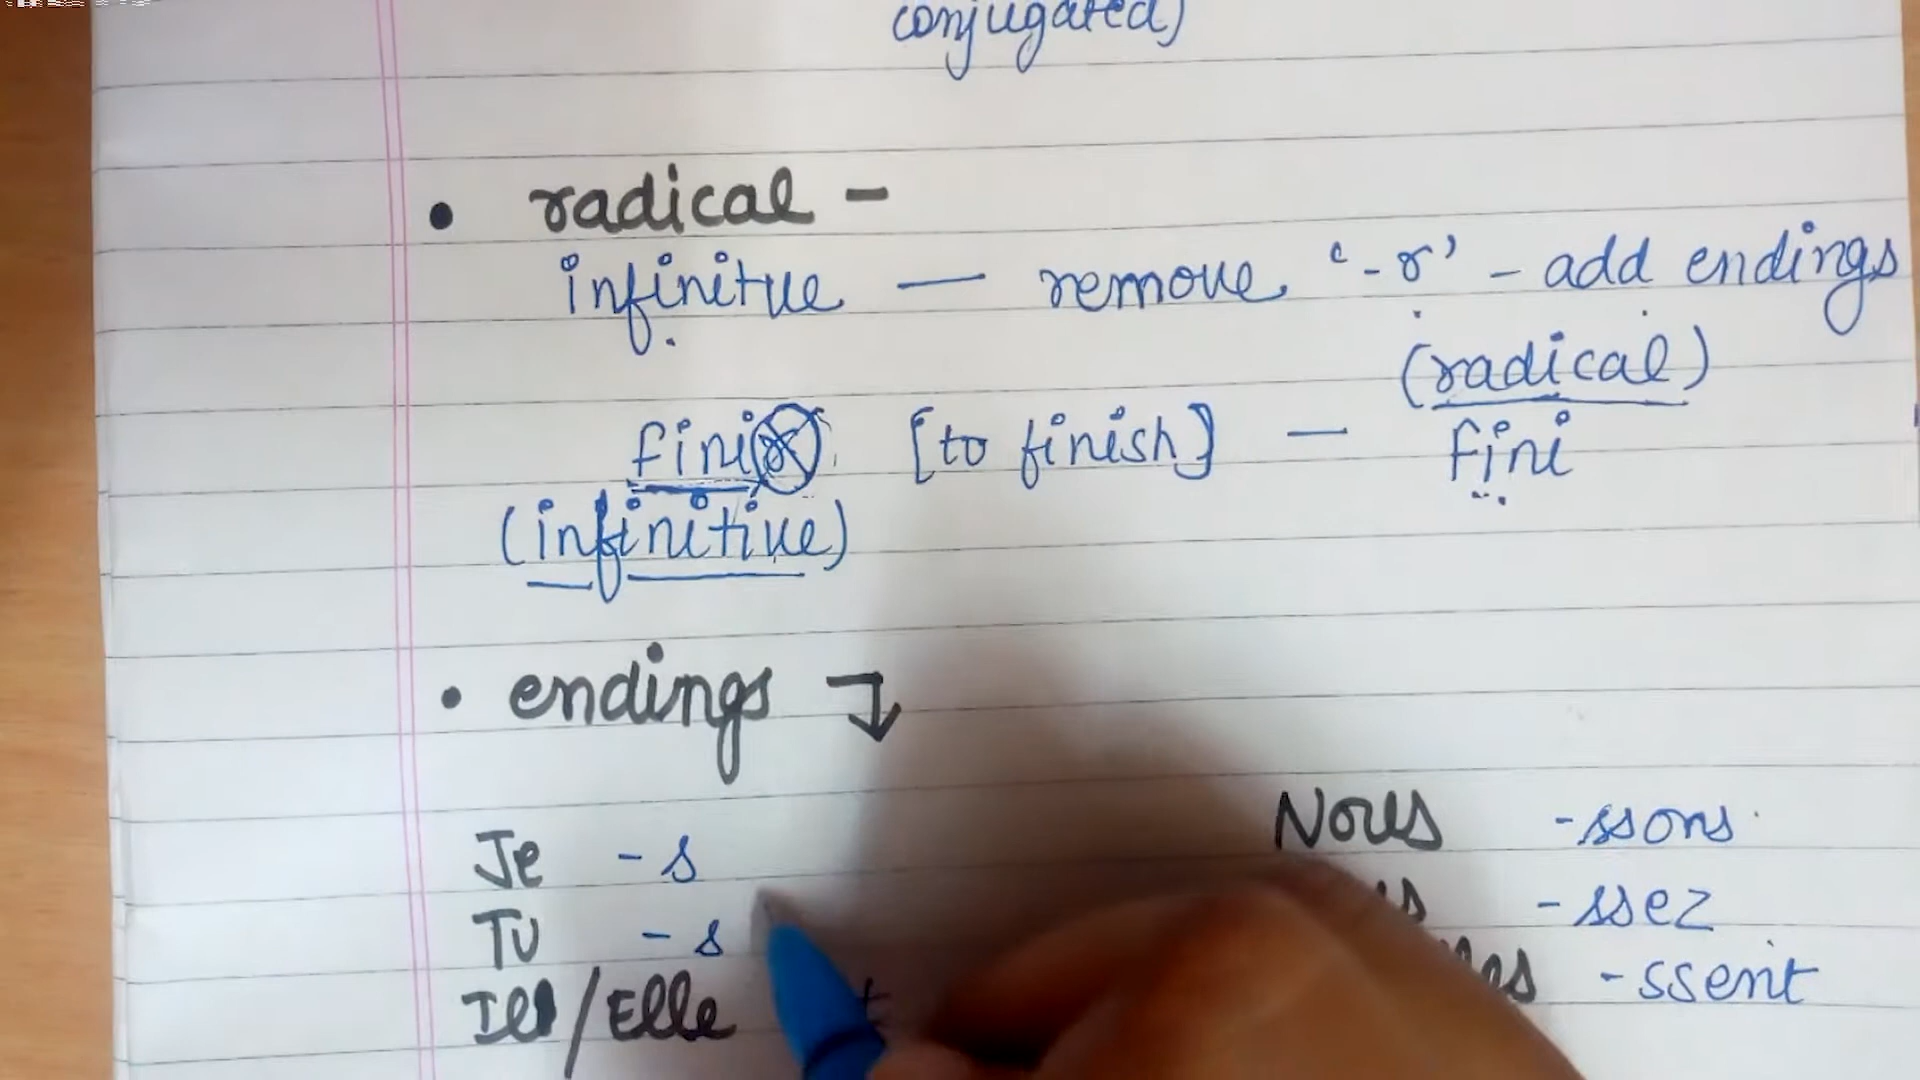 conjugated)
• radical -
infinitue — remove '-r' - add endings
(radical)
finir [to finish] — fini
(infinitive)
• endings ↴
Je - s
Nous - ssons
Tu - s
- ssez
Il/Elle
- ssent